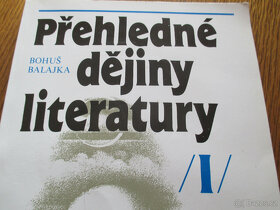 Přehledné
BOHUŠ
BALAJKA
dějiny
literatury
/I/